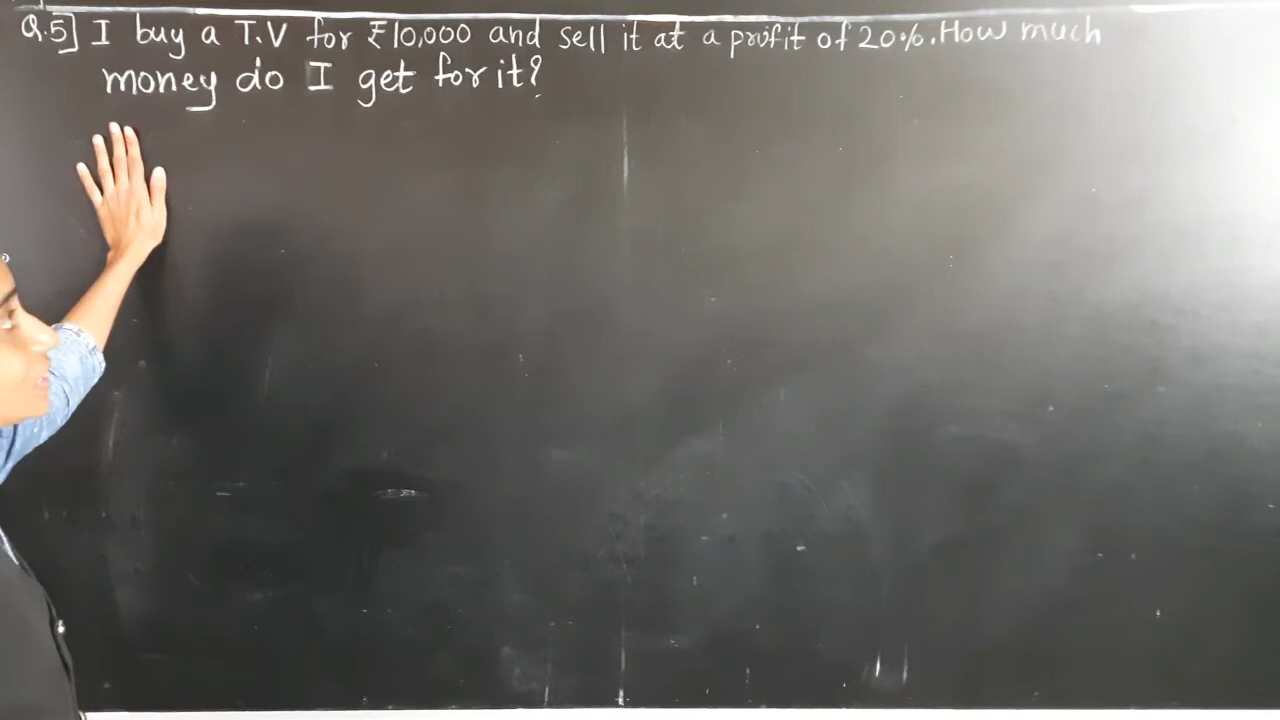 Q.5] I buy a T.V for ₹10,000 and sell it at a profit of 20%. How much
money do I get for it?